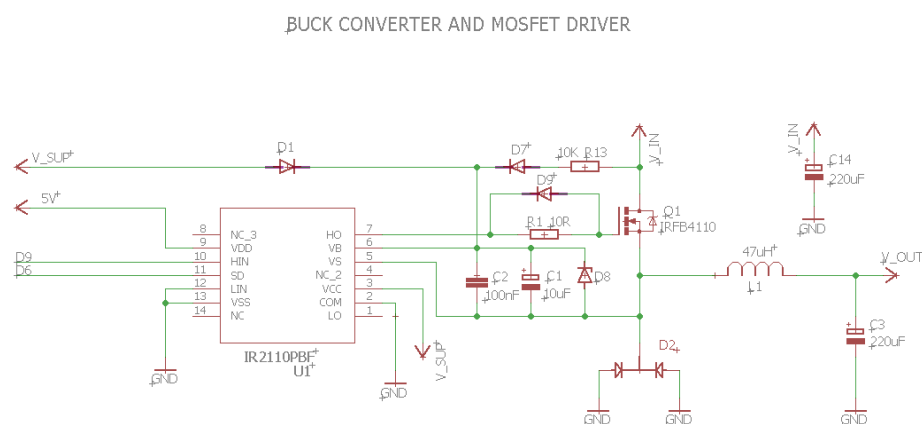 BUCK CONVERTER AND MOSFET DRIVER
V_SUP
D1
D7
10K R13
V_IN
V_IN
C14
220uF
5V
D9
Q1
IRFB4110
R1 10R
8 NC_3 HO 7
9 VDD VB 6
D9 10 HIN VS 5
D6 11 SD NC_2 4
12 LIN VCC 3
13 VSS COM 2
14 NC LO 1
C2
100nF
C1
10uF
D8
47uH
L1
V_OUT
C3
220uF
D2
IR2110PBF
U1
V_SUP
GND
GND
GND
GND
GND
GND